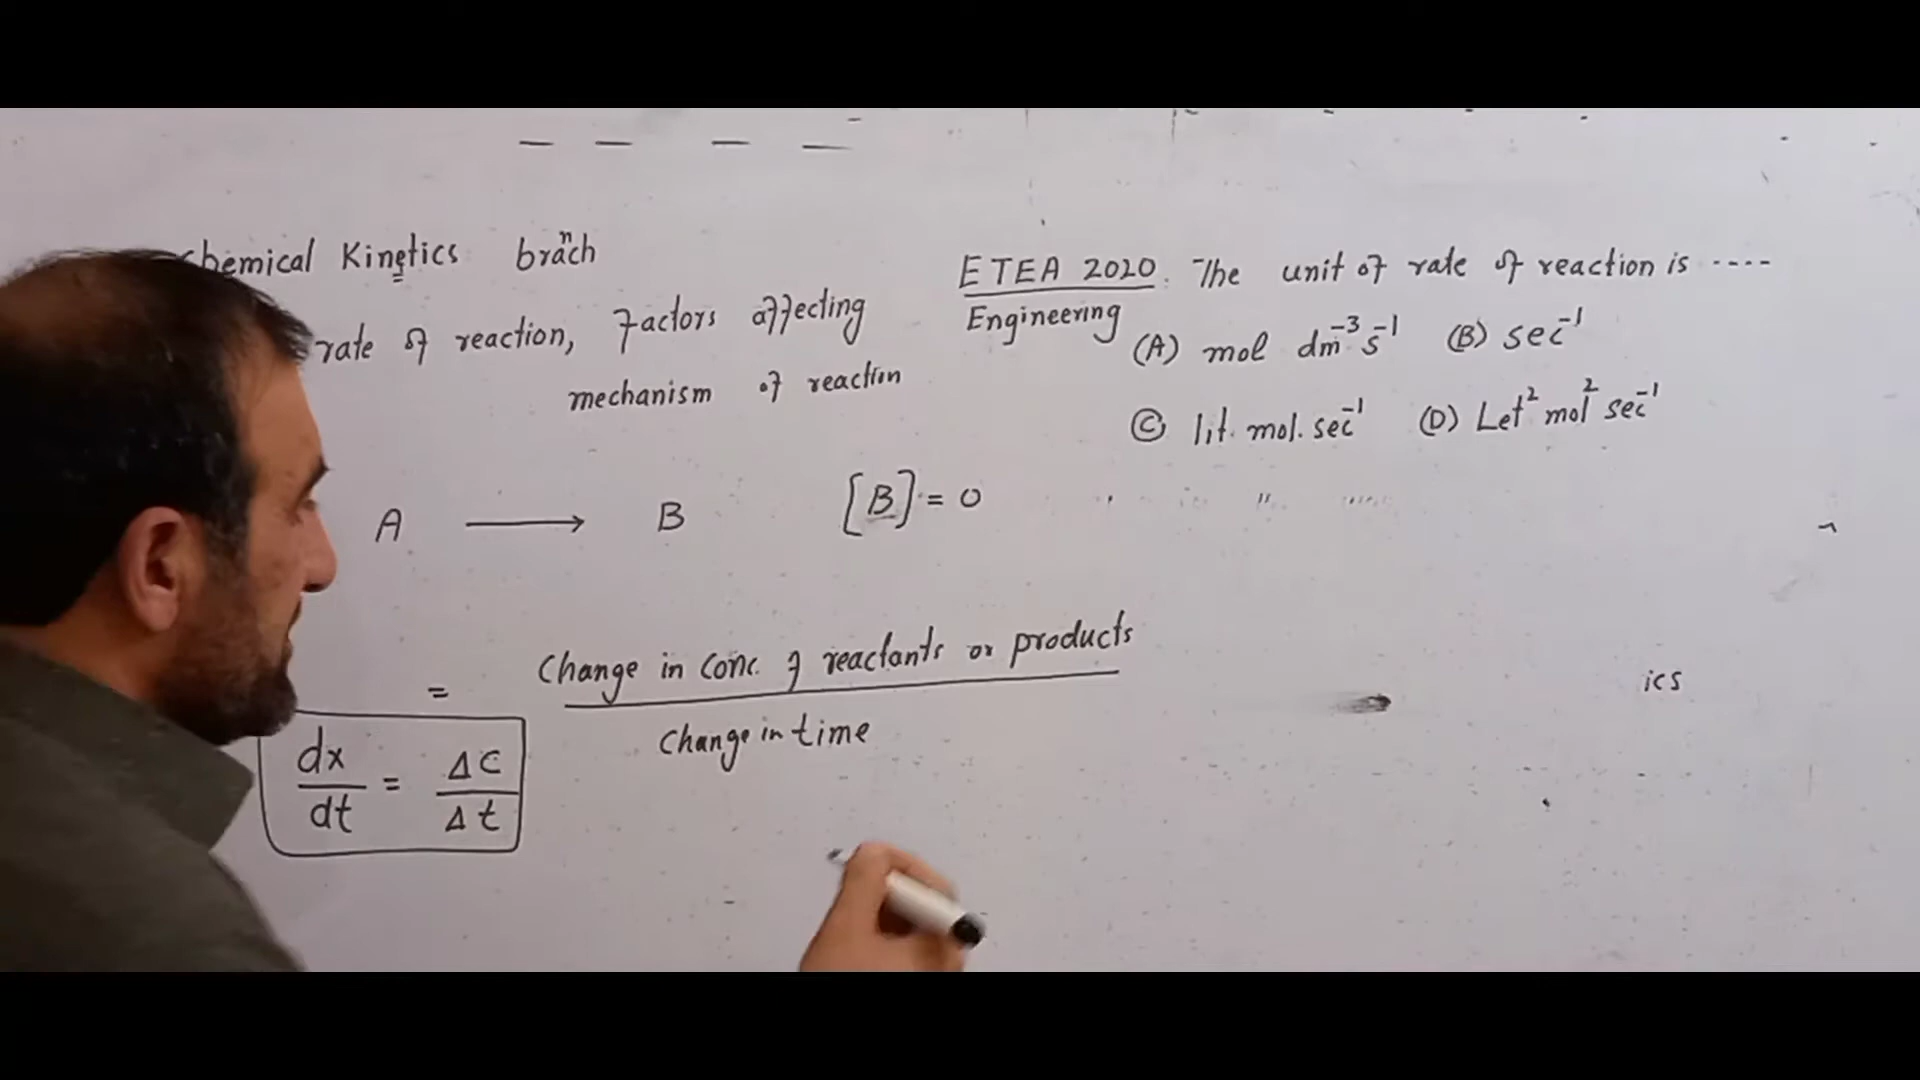 chemical Kinetics branch
rate of reaction, Factors affecting
mechanism of reaction
A ⟶ B [B] = 0
= Change in Conc. of reactants or products
Change in time
dx/dt = ΔC/Δt
ETEA 2020. The unit of rate of reaction is ----
Engineering
(A) mol dm⁻³ s⁻¹ (B) sec⁻¹
(C) lit. mol. sec⁻¹ (D) Let² mol² sec⁻¹
ics